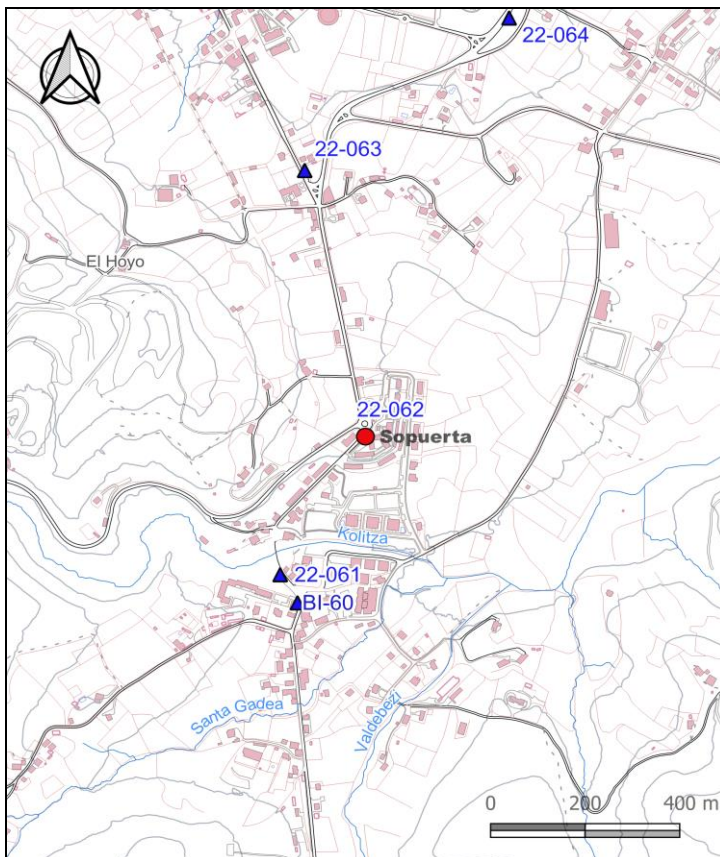 22-064
22-063
El Hoyo
22-062
Sopuerta
Kolitza
22-061
BI-60
Santa Gadea
Valdebezi
0 200 400 m